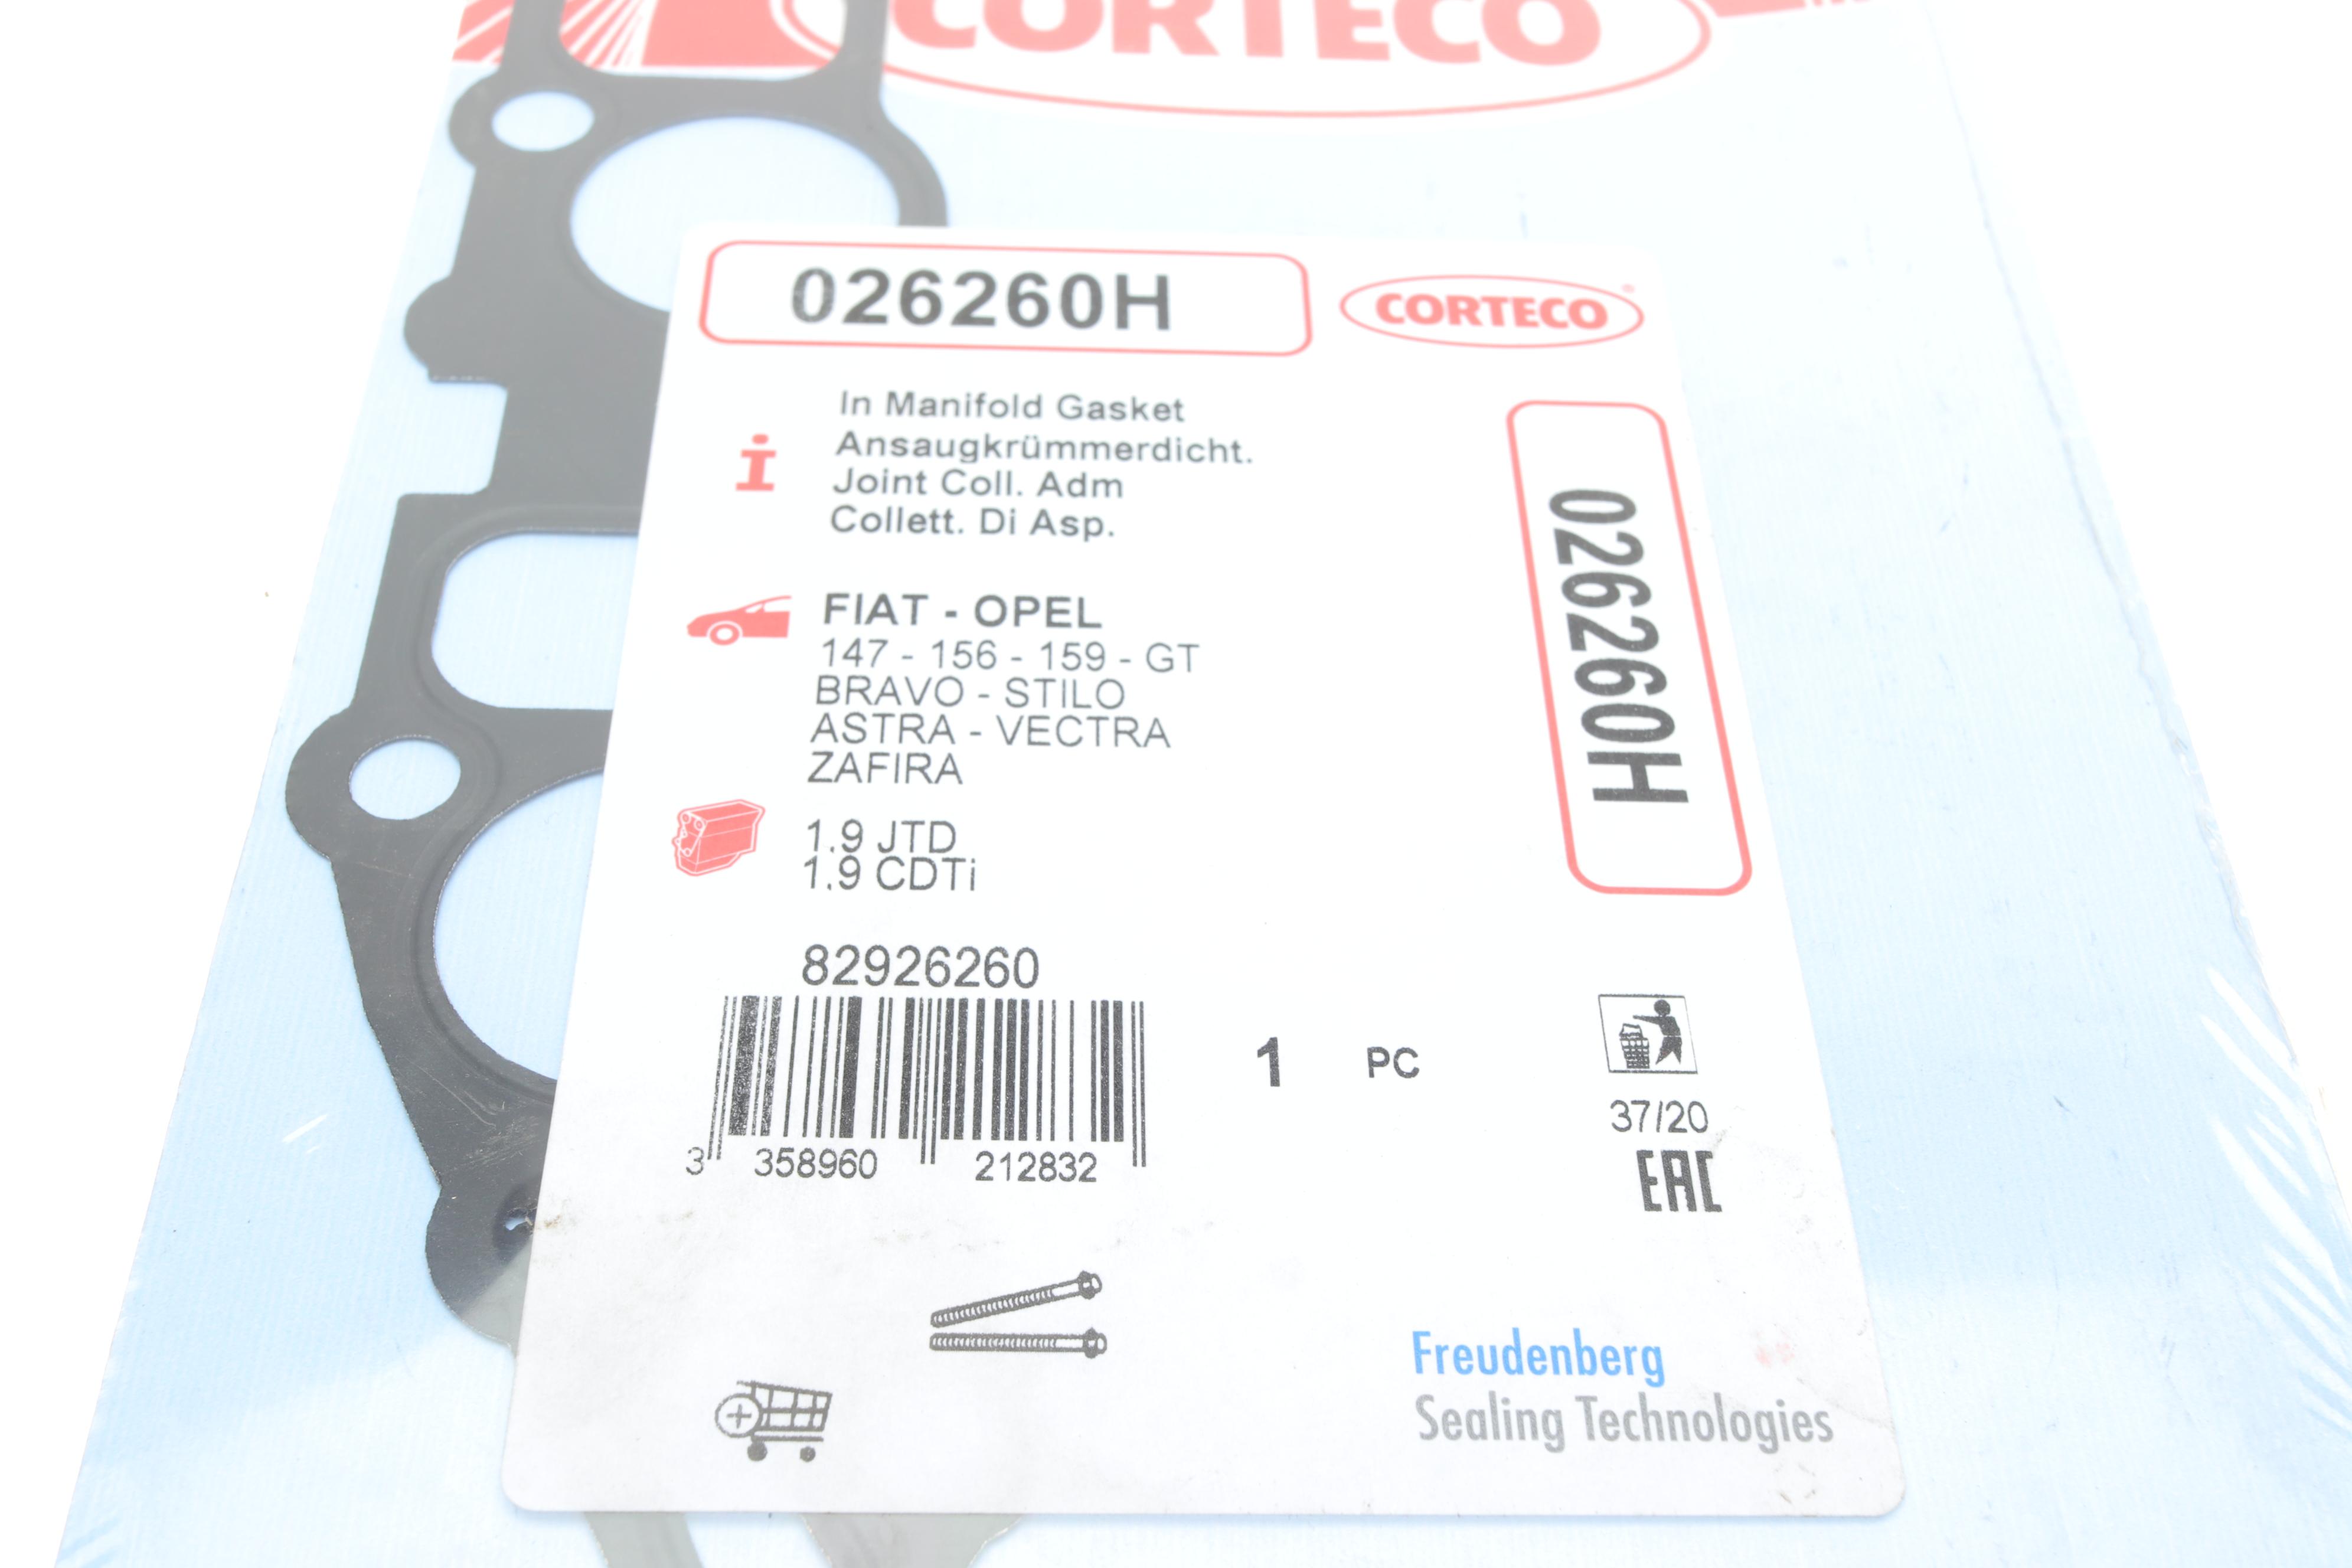 CORTECO
026260H
CORTECO
In Manifold Gasket
Ansaugkrümmerdicht.
Joint Coll. Adm
Collett. Di Asp.
026260H
FIAT - OPEL
147 - 156 - 159 - GT
BRAVO - STILO
ASTRA - VECTRA
ZAFIRA
1.9 JTD
1.9 CDTi
82926260
3 358960 212832
1 PC
37/20
EAC
Freudenberg
Sealing Technologies